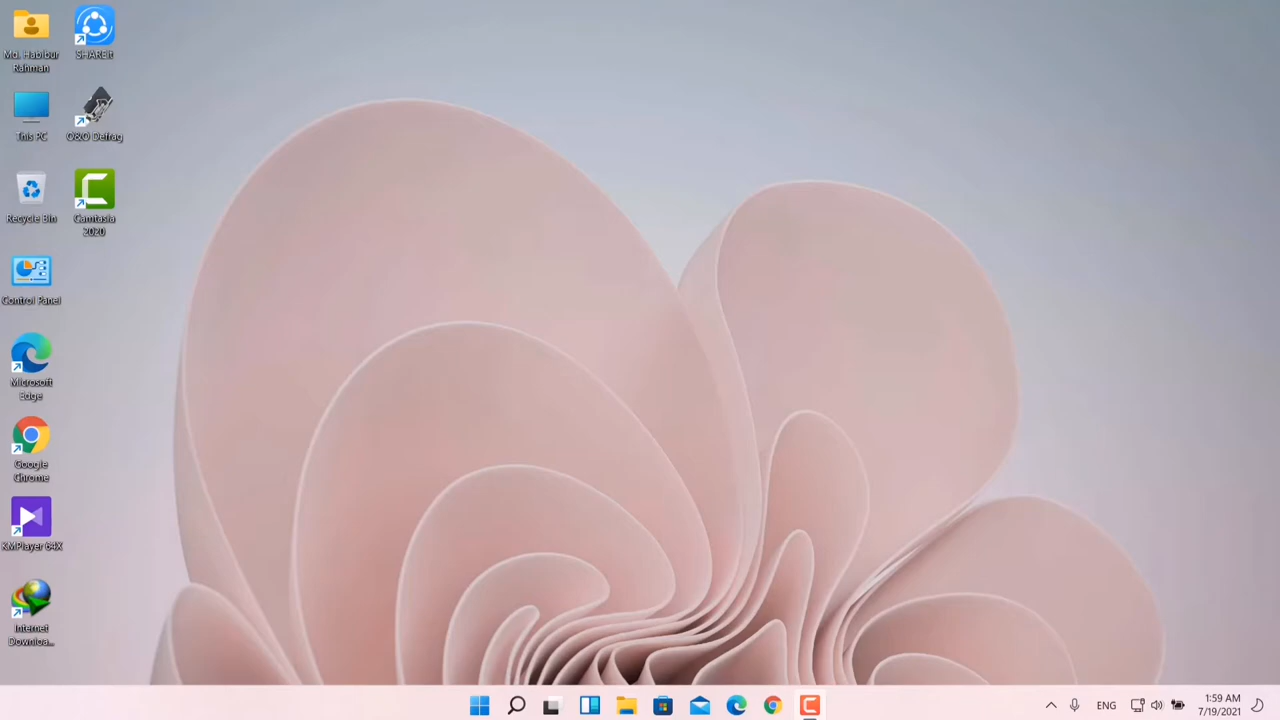 Md. Habibur
Rahman
SHAREit
This PC
O&O Defrag
Recycle Bin
Camtasia
2020
Control Panel
Microsoft
Edge
Google
Chrome
KMPlayer 64X
Internet
Downloa...
ENG
1:59 AM
7/19/2021